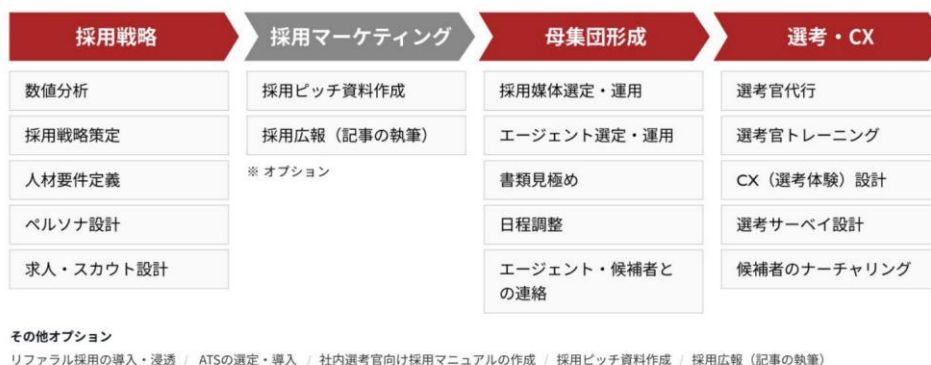 採用戦略
採用マーケティング
母集団形成
選考・CX
数値分析
採用戦略策定
人材要件定義
ペルソナ設計
求人・スカウト設計
採用ピッチ資料作成
採用広報（記事の執筆）
※ オプション
採用媒体選定・運用
エージェント選定・運用
書類見極め
日程調整
エージェント・候補者と
の連絡
選考官代行
選考官トレーニング
CX（選考体験）設計
選考サーベイ設計
候補者のナーチャリング
その他オプション
リファラル採用の導入・浸透 / ATSの選定・導入 / 社内選考官向け採用マニュアルの作成 / 採用ピッチ資料作成 / 採用広報（記事の執筆）